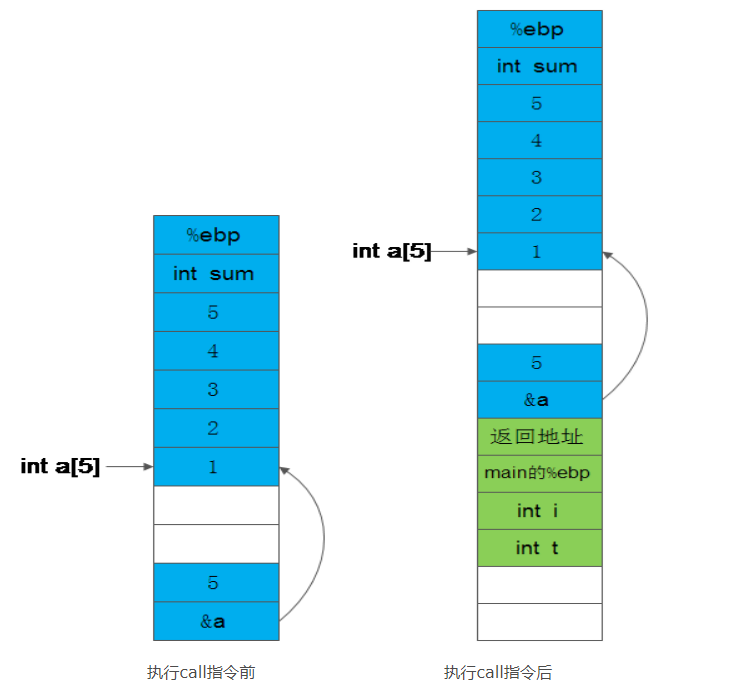 %ebp
int sum
5
4
3
2
int a[5]
1
5
&a
执行call指令前
%ebp
int sum
5
4
3
2
int a[5]
1
5
&a
返回地址
main的%ebp
int i
int t
执行call指令后